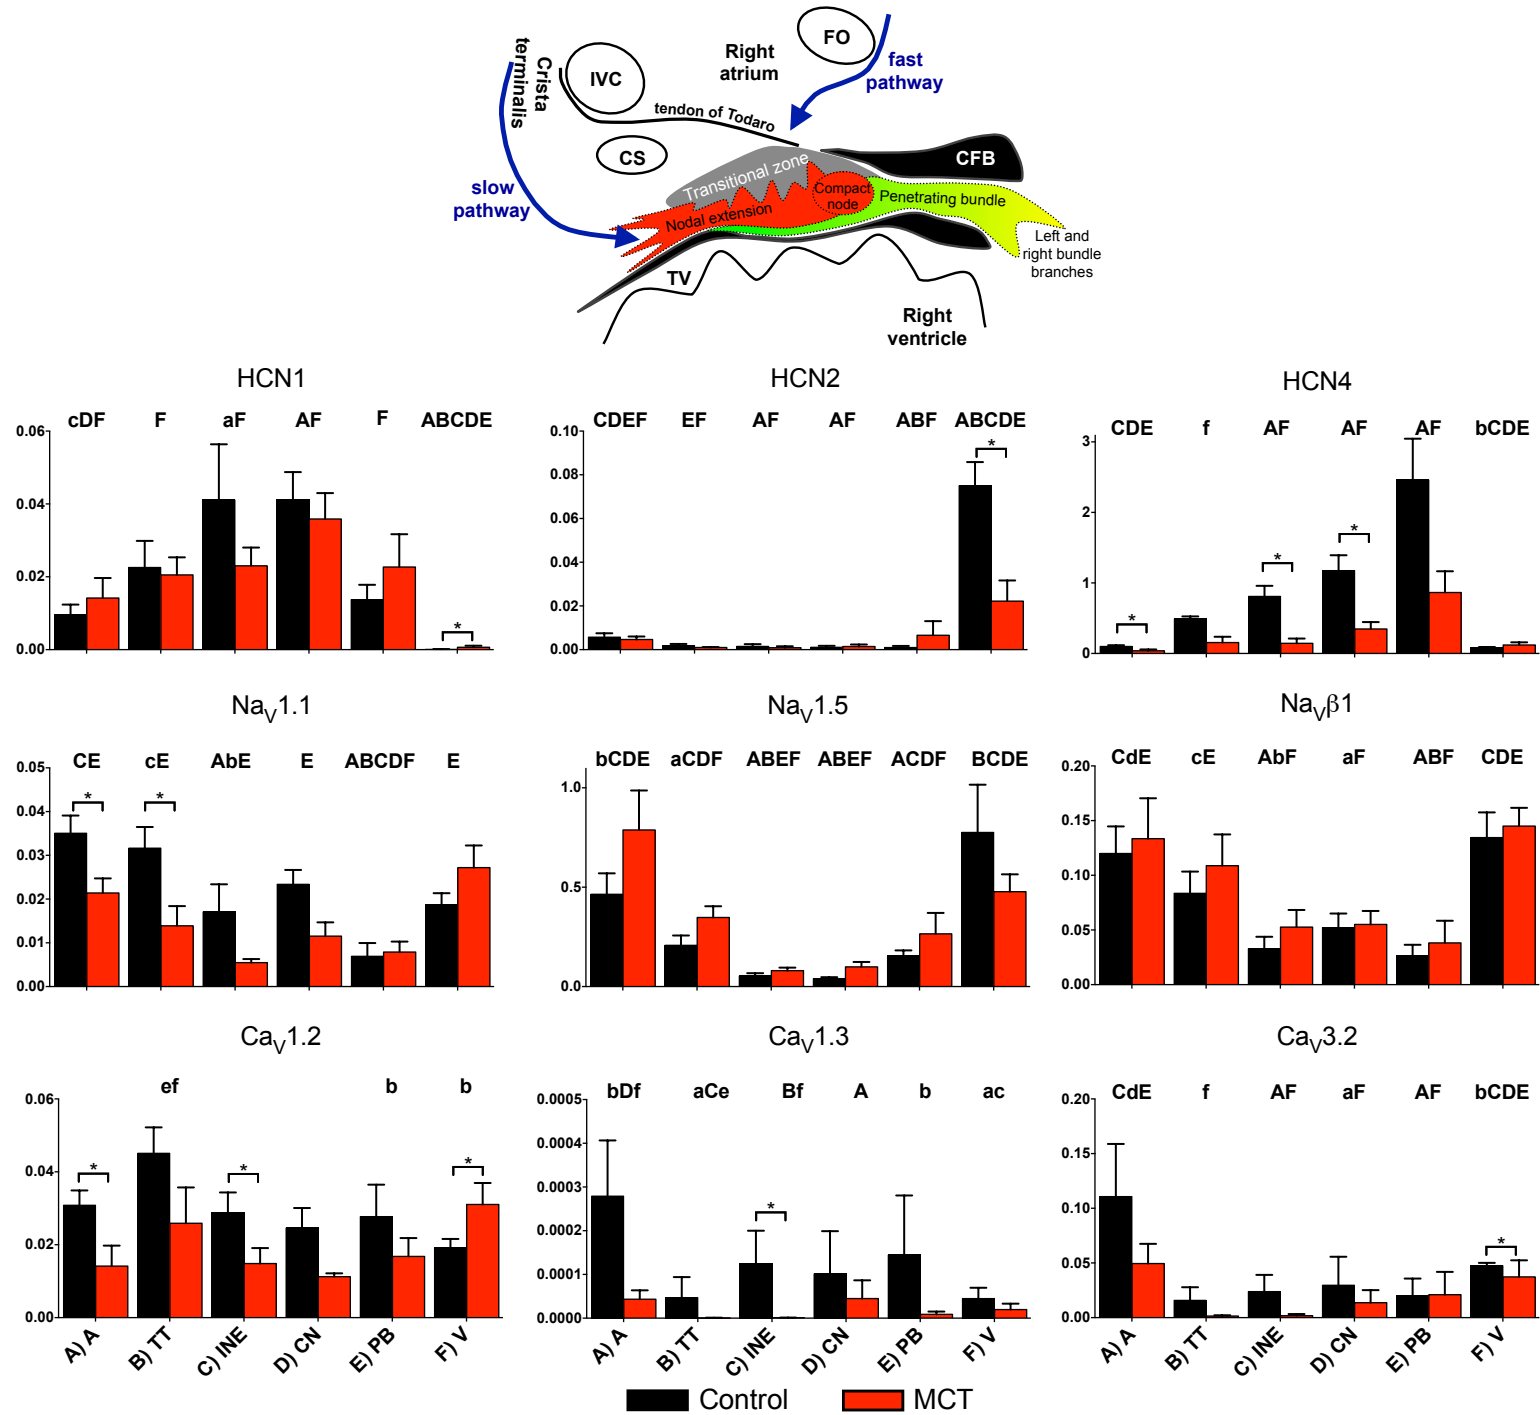 FO
Right
atrium
fast
pathway
Crista
terminalis
IVC
tendon of Todaro
CS
CFB
Transitional zone
slow
pathway
Compact
node
Penetrating bundle
Nodal extension
Left and
right bundle
branches
TV
Right
ventricle
HCN1
cDF F aF AF F ABCDE
0.06
0.04
0.02
0.00
*
HCN2
CDEF EF AF AF ABF ABCDE
0.10
0.08
0.06
0.04
0.02
0.00
*
HCN4
CDE f AF AF AF bCDE
3
2
1
0
* * *
NaV1.1
CE cE AbE E ABCDF E
0.05
0.04
0.03
0.02
0.01
0.00
* *
NaV1.5
bCDE aCDF ABEF ABEF ACDF BCDE
1.0
0.5
0.0
NaVβ1
CdE cE AbF aF ABF CDE
0.20
0.15
0.10
0.05
0.00
CaV1.2
ef b b
0.06
0.04
0.02
0.00
* * *
A) A B) TT C) INE D) CN E) PB F) V
CaV1.3
bDf aCe Bf A b ac
0.0005
0.0004
0.0003
0.0002
0.0001
0.0000
*
A) A B) TT C) INE D) CN E) PB F) V
CaV3.2
CdE f AF aF AF bCDE
0.20
0.15
0.10
0.05
0.00
*
A) A B) TT C) INE D) CN E) PB F) V
Control MCT